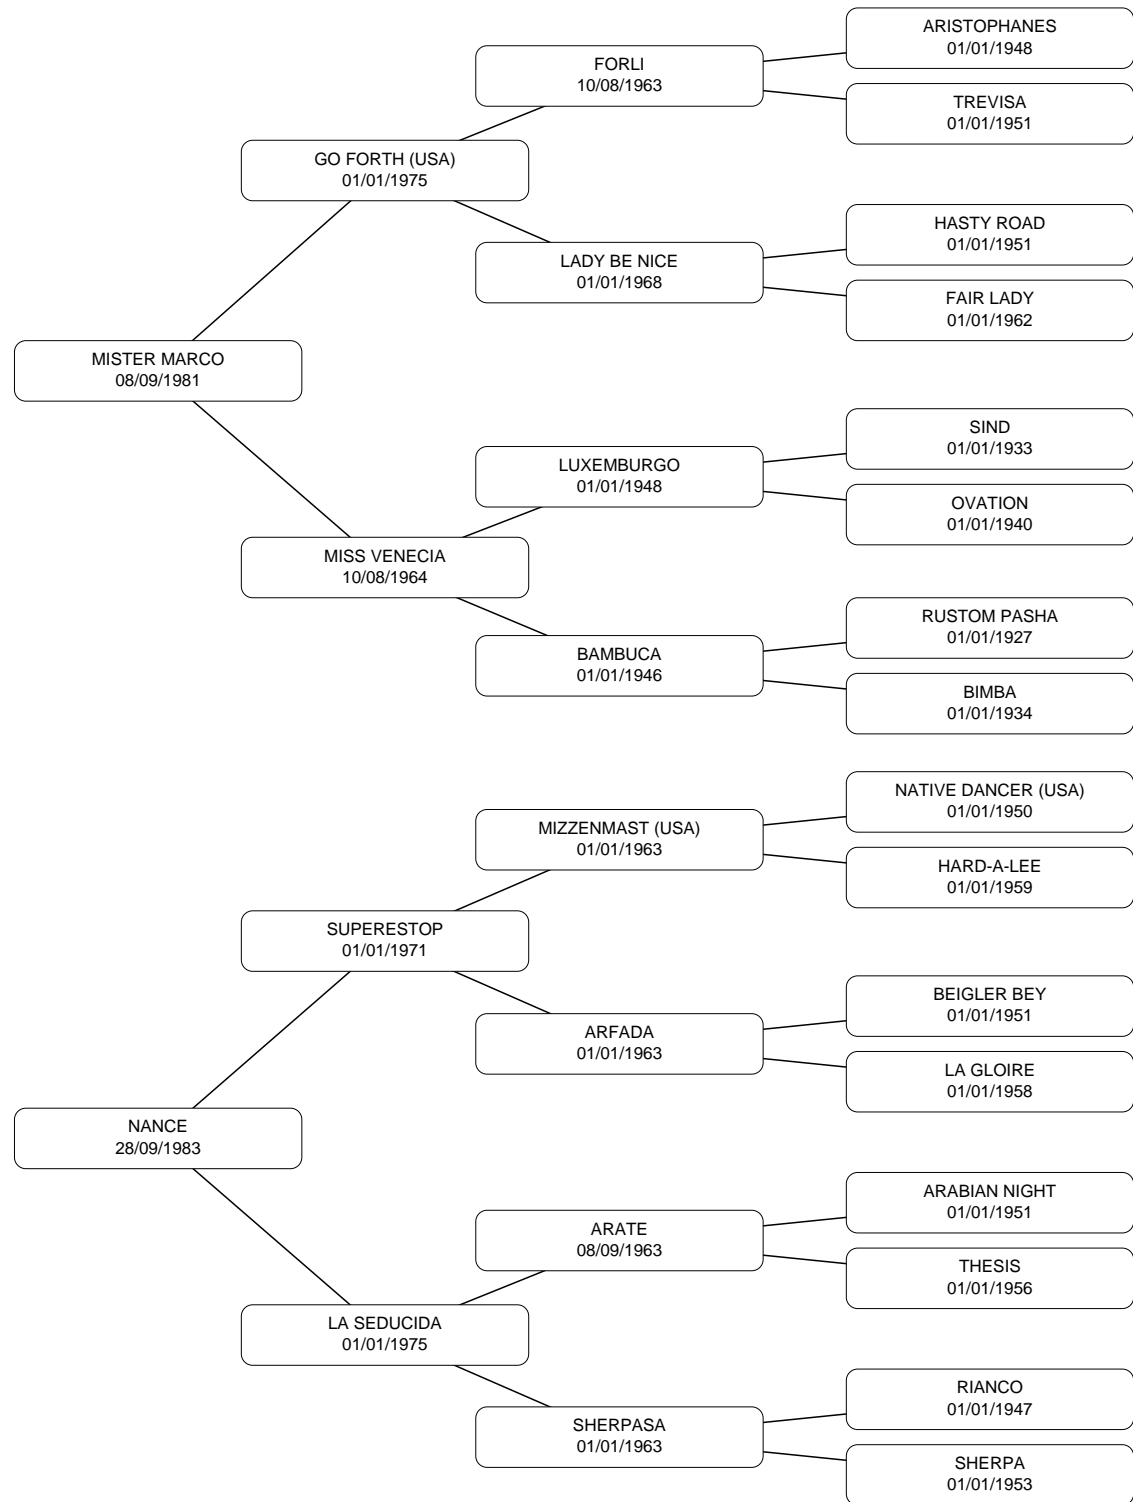 ARISTOPHANES
01/01/1948
FORLI
10/08/1963
TREVISA
01/01/1951
GO FORTH (USA)
01/01/1975
HASTY ROAD
01/01/1951
LADY BE NICE
01/01/1968
FAIR LADY
01/01/1962
MISTER MARCO
08/09/1981
SIND
01/01/1933
LUXEMBURGO
01/01/1948
OVATION
01/01/1940
MISS VENECIA
10/08/1964
RUSTOM PASHA
01/01/1927
BAMBUCA
01/01/1946
BIMBA
01/01/1934
NATIVE DANCER (USA)
01/01/1950
MIZZENMAST (USA)
01/01/1963
HARD-A-LEE
01/01/1959
SUPERESTOP
01/01/1971
BEIGLER BEY
01/01/1951
ARFADA
01/01/1963
LA GLOIRE
01/01/1958
NANCE
28/09/1983
ARABIAN NIGHT
01/01/1951
ARATE
08/09/1963
THESIS
01/01/1956
LA SEDUCIDA
01/01/1975
RIANCO
01/01/1947
SHERPASA
01/01/1963
SHERPA
01/01/1953